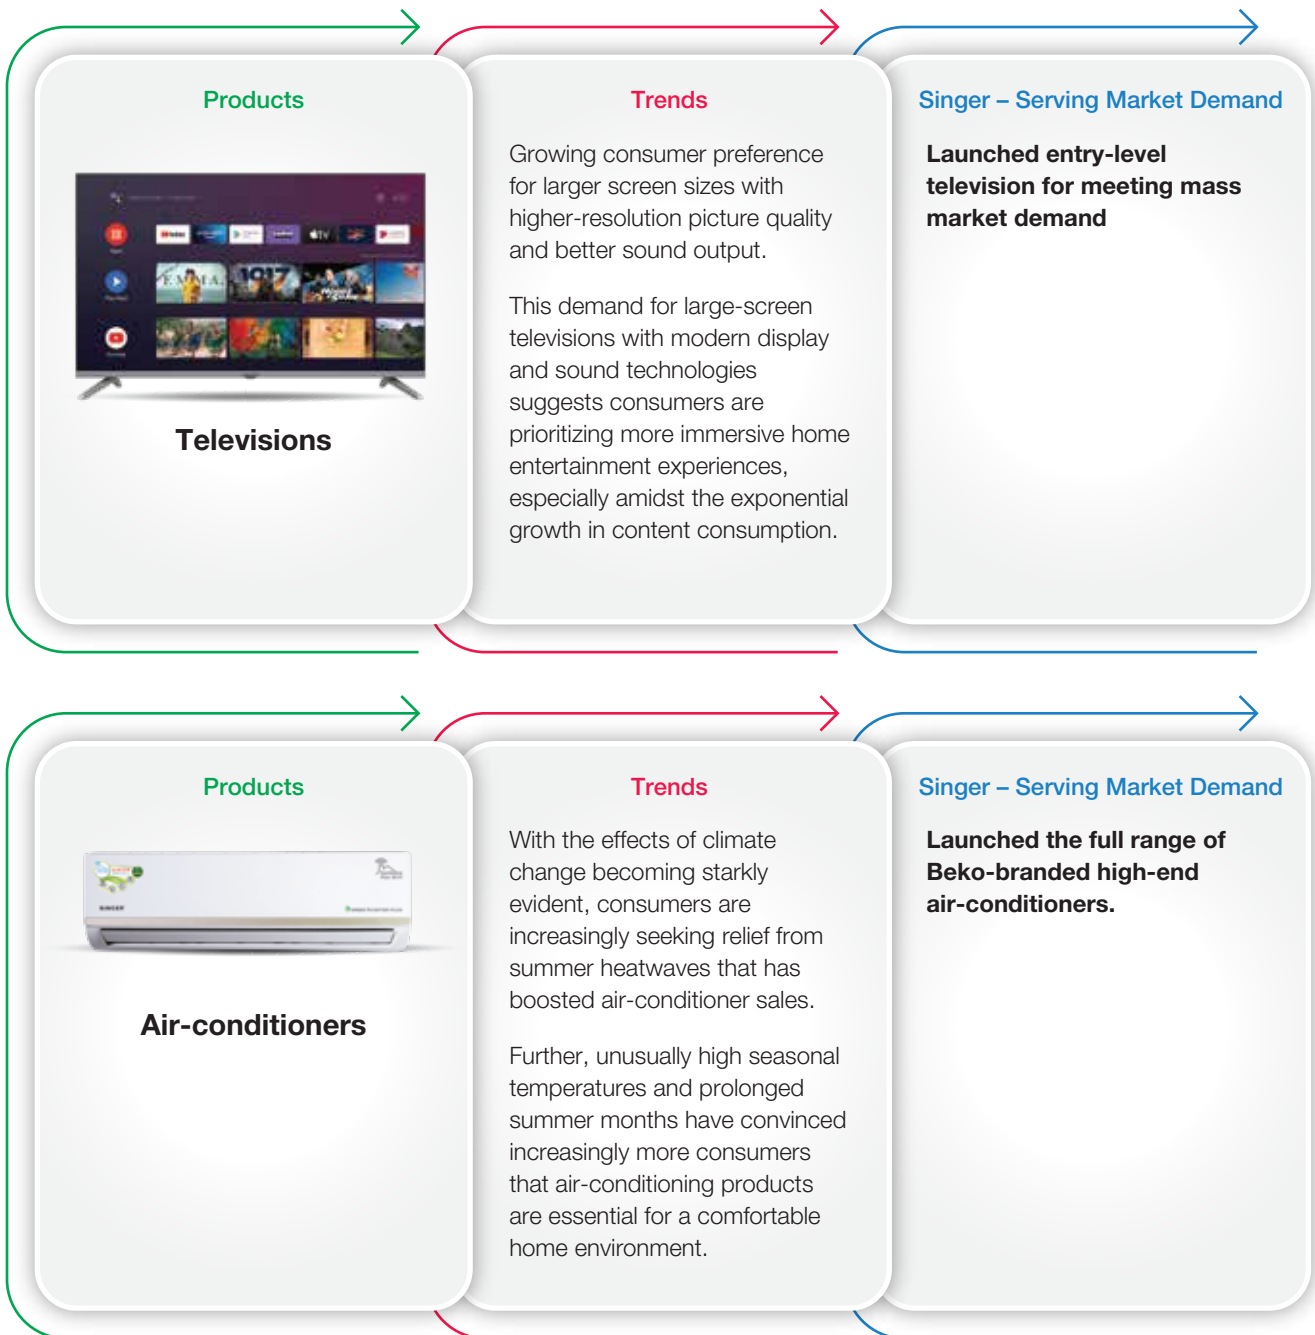 Products
Televisions
Trends
Growing consumer preference
for larger screen sizes with
higher-resolution picture quality
and better sound output.
This demand for large-screen
televisions with modern display
and sound technologies
suggests consumers are
prioritizing more immersive home
entertainment experiences,
especially amidst the exponential
growth in content consumption.
Singer – Serving Market Demand
Launched entry-level
television for meeting mass
market demand
Products
SINGER
Air-conditioners
Trends
With the effects of climate
change becoming starkly
evident, consumers are
increasingly seeking relief from
summer heatwaves that has
boosted air-conditioner sales.
Further, unusually high seasonal
temperatures and prolonged
summer months have convinced
increasingly more consumers
that air-conditioning products
are essential for a comfortable
home environment.
Singer – Serving Market Demand
Launched the full range of
Beko-branded high-end
air-conditioners.